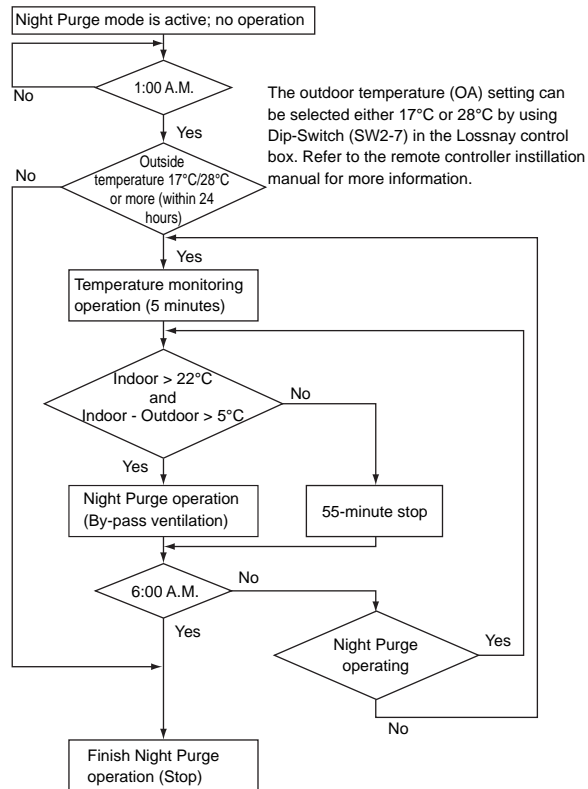 Night Purge mode is active; no operation
1:00 A.M.
No
Yes
The outdoor temperature (OA) setting can
be selected either 17°C or 28°C by using
Dip-Switch (SW2-7) in the Lossnay control
box. Refer to the remote controller instillation
manual for more information.
Outside
temperature 17°C/28°C
or more (within 24
hours)
No
Yes
Temperature monitoring
operation (5 minutes)
Indoor > 22°C
and
Indoor - Outdoor > 5°C
No
Yes
Night Purge operation
(By-pass ventilation)
55-minute stop
6:00 A.M.
No
Yes
Night Purge
operating
Yes
No
Finish Night Purge
operation (Stop)